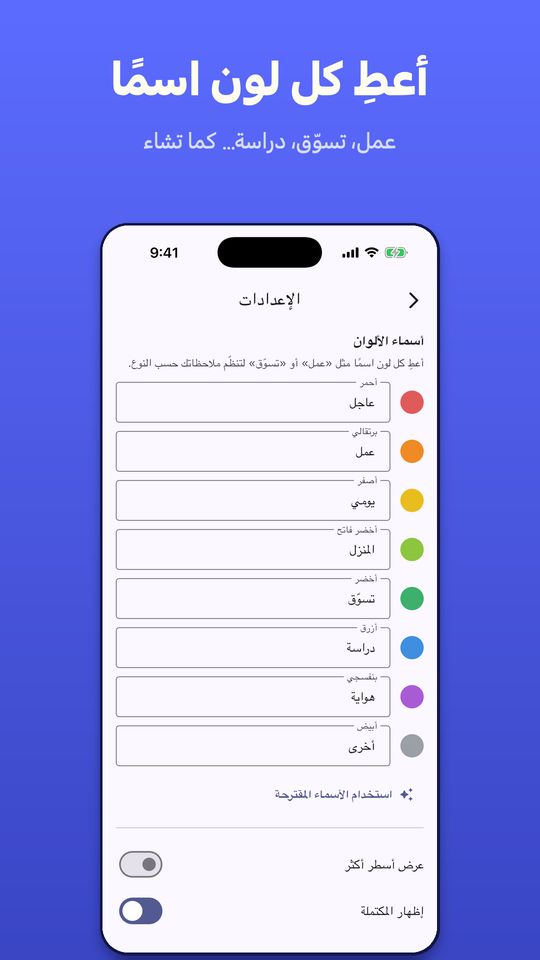 أعطِ كل لون اسمًا
عمل، تسوّق، دراسة... كما تشاء
9:41
الإعدادات
أسماء الألوان
أعطِ كل لون اسمًا مثل «عمل» أو «تسوّق» لتنظّم ملاحظاتك حسب النوع.
أحمر
عاجل
برتقالي
عمل
أصفر
يومي
أخضر فاتح
المنزل
أخضر
تسوّق
أزرق
دراسة
بنفسجي
هواية
أبيض
أخرى
استخدام الأسماء المقترحة
عرض أسطر أكثر
إظهار المكتملة